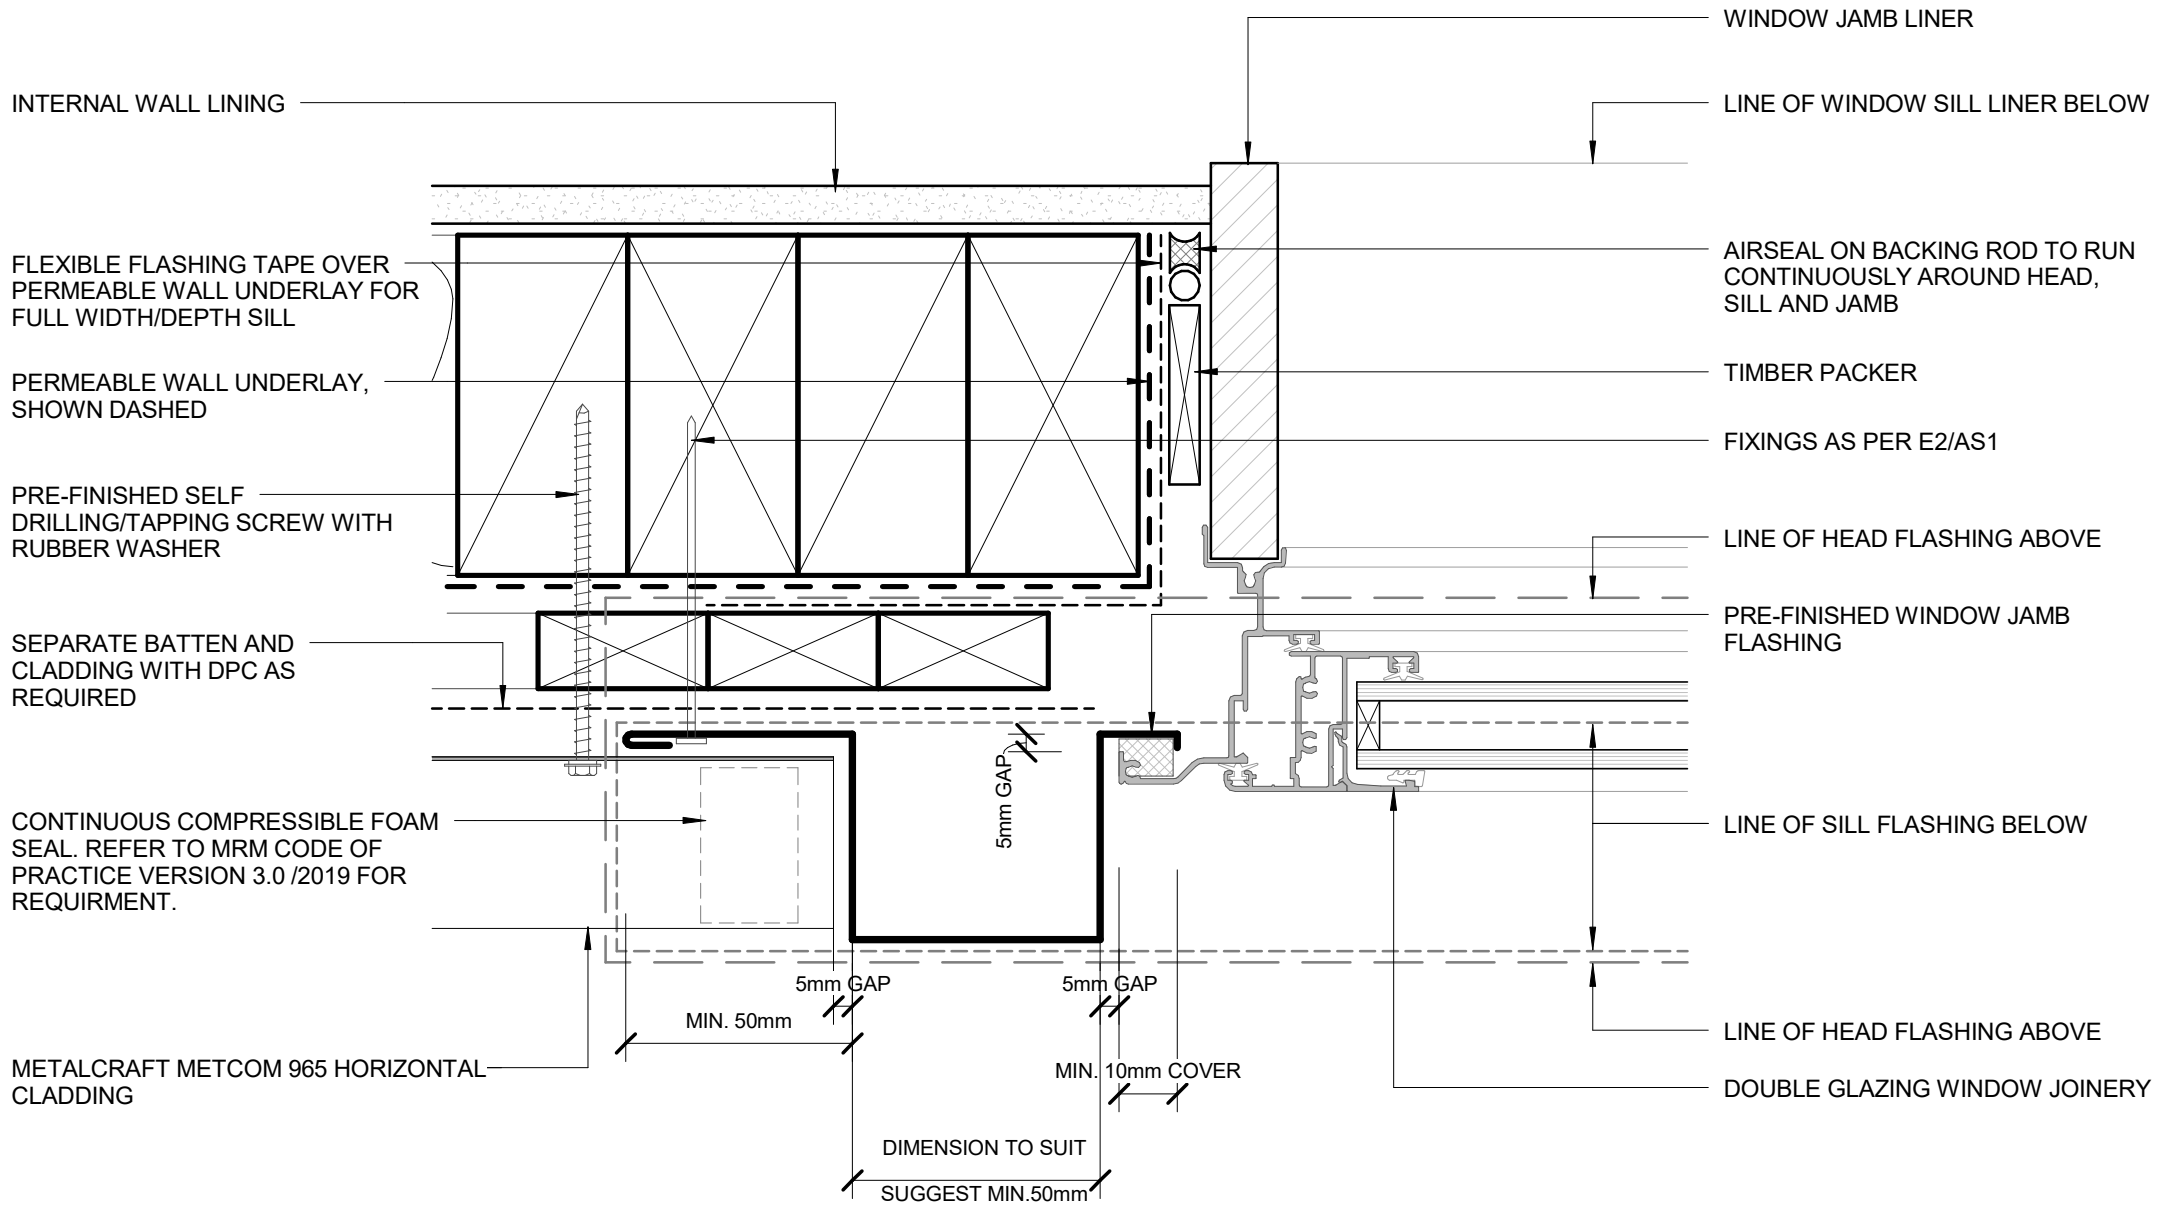 WINDOW JAMB LINER
INTERNAL WALL LINING
LINE OF WINDOW SILL LINER BELOW
FLEXIBLE FLASHING TAPE OVER
PERMEABLE WALL UNDERLAY FOR
FULL WIDTH/DEPTH SILL
AIRSEAL ON BACKING ROD TO RUN
CONTINUOUSLY AROUND HEAD,
SILL AND JAMB
PERMEABLE WALL UNDERLAY,
SHOWN DASHED
TIMBER PACKER
FIXINGS AS PER E2/AS1
PRE-FINISHED SELF
DRILLING/TAPPING SCREW WITH
RUBBER WASHER
LINE OF HEAD FLASHING ABOVE
SEPARATE BATTEN AND
CLADDING WITH DPC AS
REQUIRED
PRE-FINISHED WINDOW JAMB
FLASHING
5mm GAP
CONTINUOUS COMPRESSIBLE FOAM
SEAL. REFER TO MRM CODE OF
PRACTICE VERSION 3.0 /2019 FOR
REQUIRMENT.
LINE OF SILL FLASHING BELOW
5mm GAP
5mm GAP
MIN. 50mm
LINE OF HEAD FLASHING ABOVE
METALCRAFT METCOM 965 HORIZONTAL
CLADDING
MIN. 10mm COVER
DOUBLE GLAZING WINDOW JOINERY
DIMENSION TO SUIT
SUGGEST MIN.50mm